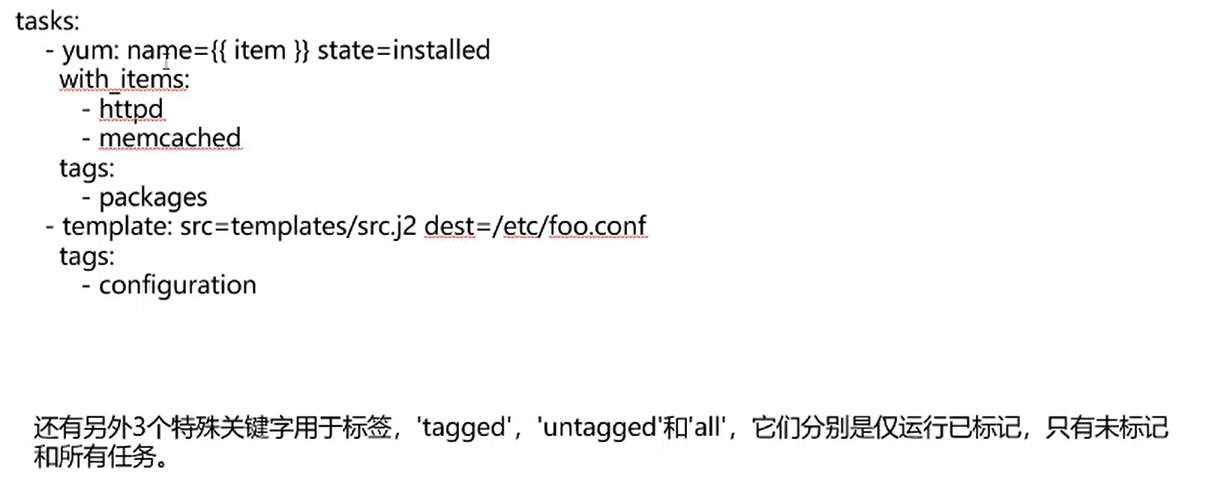 tasks:
- yum: name={{ item }} state=installed
with_items:
- httpd
- memcached
tags:
- packages
- template: src=templates/src.j2 dest=/etc/foo.conf
tags:
- configuration
还有另外3个特殊关键字用于标签，'tagged'，'untagged'和'all'，它们分别是仅运行已标记，只有未标记
和所有任务。